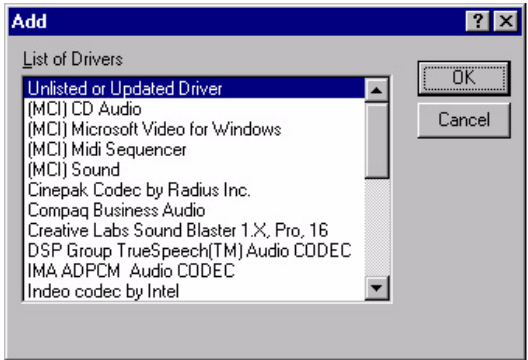 Add
List of Drivers
Unlisted or Updated Driver
(MCI) CD Audio
(MCI) Microsoft Video for Windows
(MCI) Midi Sequencer
(MCI) Sound
Cinepak Codec by Radius Inc.
Compaq Business Audio
Creative Labs Sound Blaster 1.X, Pro, 16
DSP Group TrueSpeech(TM) Audio CODEC
IMA ADPCM  Audio CODEC
Indeo codec by Intel
OK
Cancel